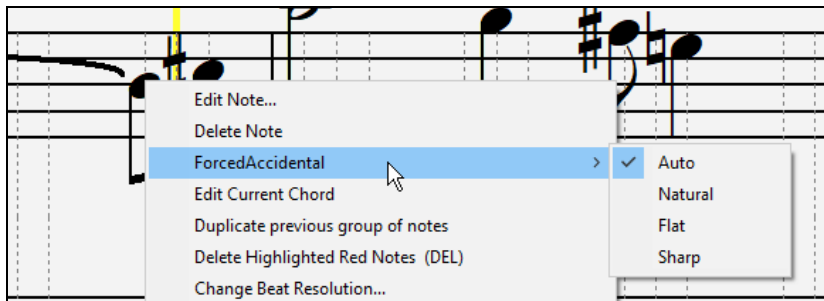 Edit Note...
Delete Note
ForcedAccidental
Edit Current Chord
Duplicate previous group of notes
Delete Highlighted Red Notes (DEL)
Change Beat Resolution...
Auto
Natural
Flat
Sharp